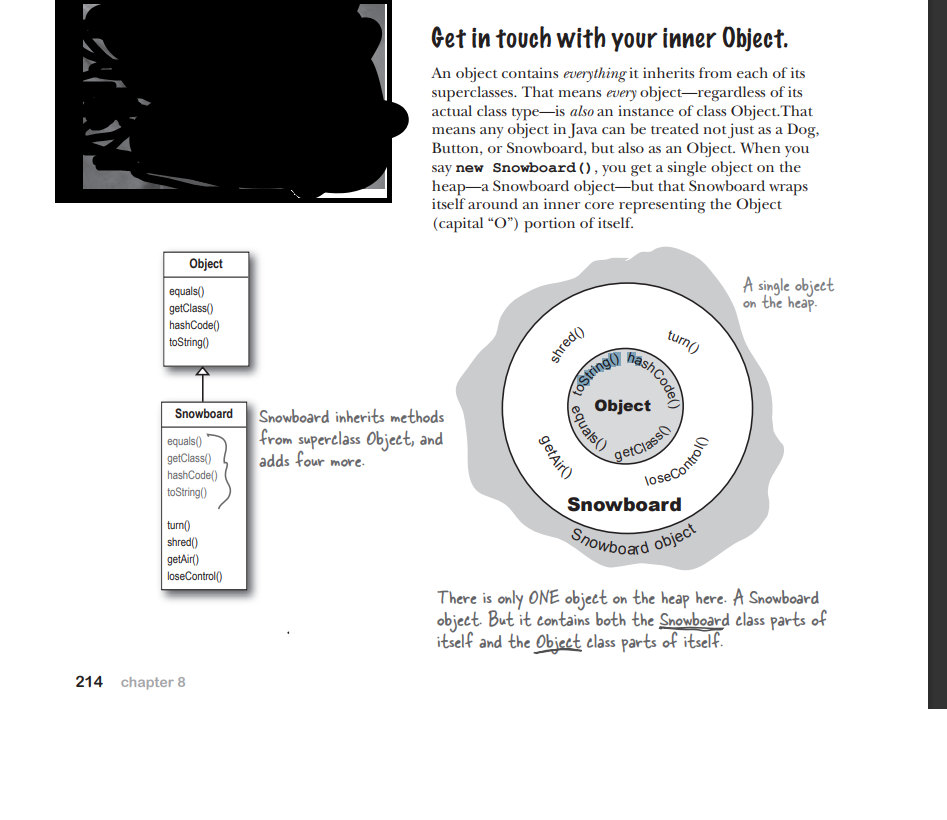 Get in touch with your inner Object.
An object contains everything it inherits from each of its
superclasses. That means every object—regardless of its
actual class type—is also an instance of class Object.That
means any object in Java can be treated not just as a Dog,
Button, or Snowboard, but also as an Object. When you
say new Snowboard(), you get a single object on the
heap—a Snowboard object—but that Snowboard wraps
itself around an inner core representing the Object
(capital “O”) portion of itself.
Object
equals()
getClass()
hashCode()
toString()
Snowboard
equals()
getClass()
hashCode()
toString()
turn()
shred()
getAir()
loseControl()
Snowboard inherits methods
from superclass Object, and
adds four more.
A single object
on the heap.
shred()
turn()
toString()
hashCode()
Object
equals()
getClass()
getAir()
loseControl()
Snowboard
Snowboard object
There is only ONE object on the heap here. A Snowboard
object. But it contains both the Snowboard class parts of
itself and the Object class parts of itself.
214 chapter 8